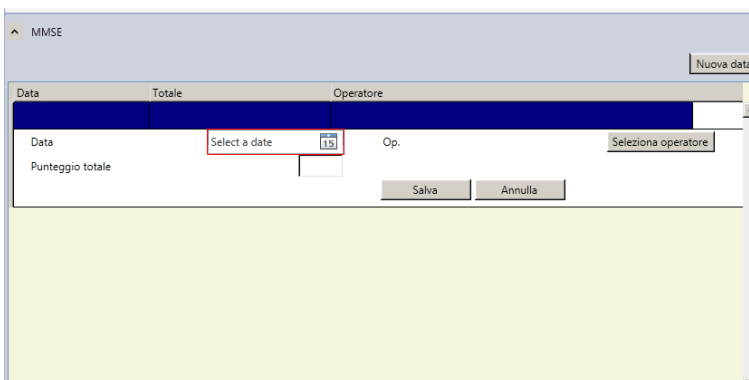 MMSE
Nuova data
Data Totale Operatore
Data Select a date 15 Op. Seleziona operatore
Punteggio totale
Salva Annulla